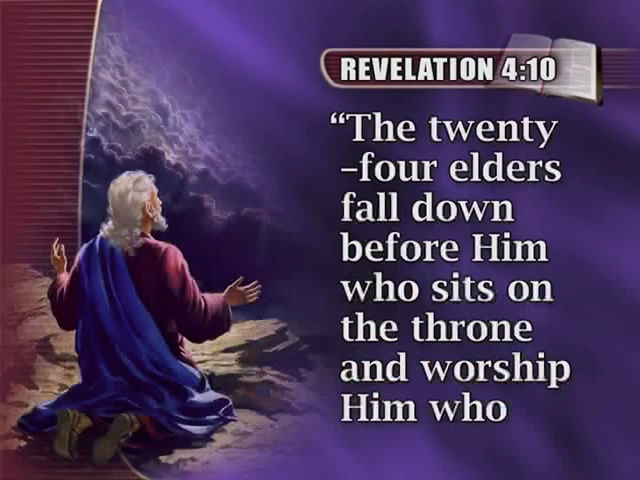 REVELATION 4:10
“The twenty
–four elders
fall down
before Him
who sits on
the throne
and worship
Him who